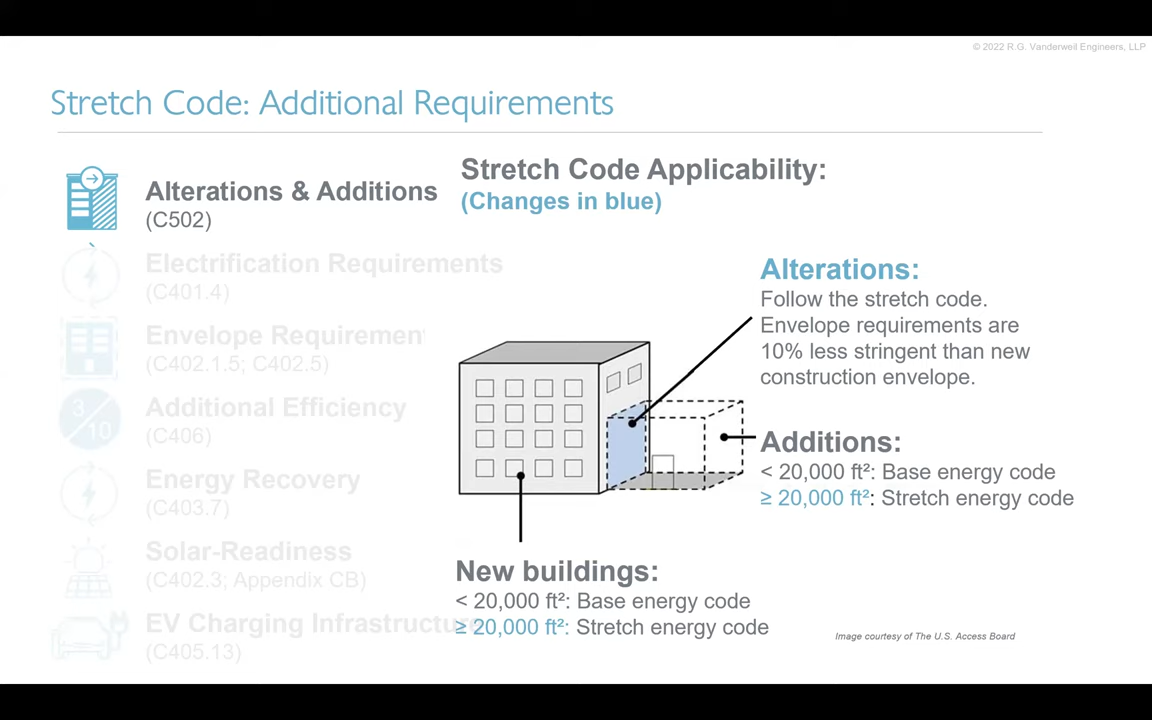 © 2022 R.G. Vanderweil Engineers, LLP
Stretch Code: Additional Requirements
Alterations & Additions
(C502)
Electrification Requirements
(C401.4)
Envelope Requirement
(C402.1.5; C402.5)
3
10
Additional Efficiency
(C406)
Energy Recovery
(C403.7)
Solar-Readiness
(C402.3; Appendix CB)
EV Charging Infrastructure
(C405.13)
Stretch Code Applicability:
(Changes in blue)
Alterations:
Follow the stretch code.
Envelope requirements are
10% less stringent than new
construction envelope.
Additions:
< 20,000 ft²: Base energy code
≥ 20,000 ft²: Stretch energy code
New buildings:
< 20,000 ft²: Base energy code
≥ 20,000 ft²: Stretch energy code
Image courtesy of The U.S. Access Board